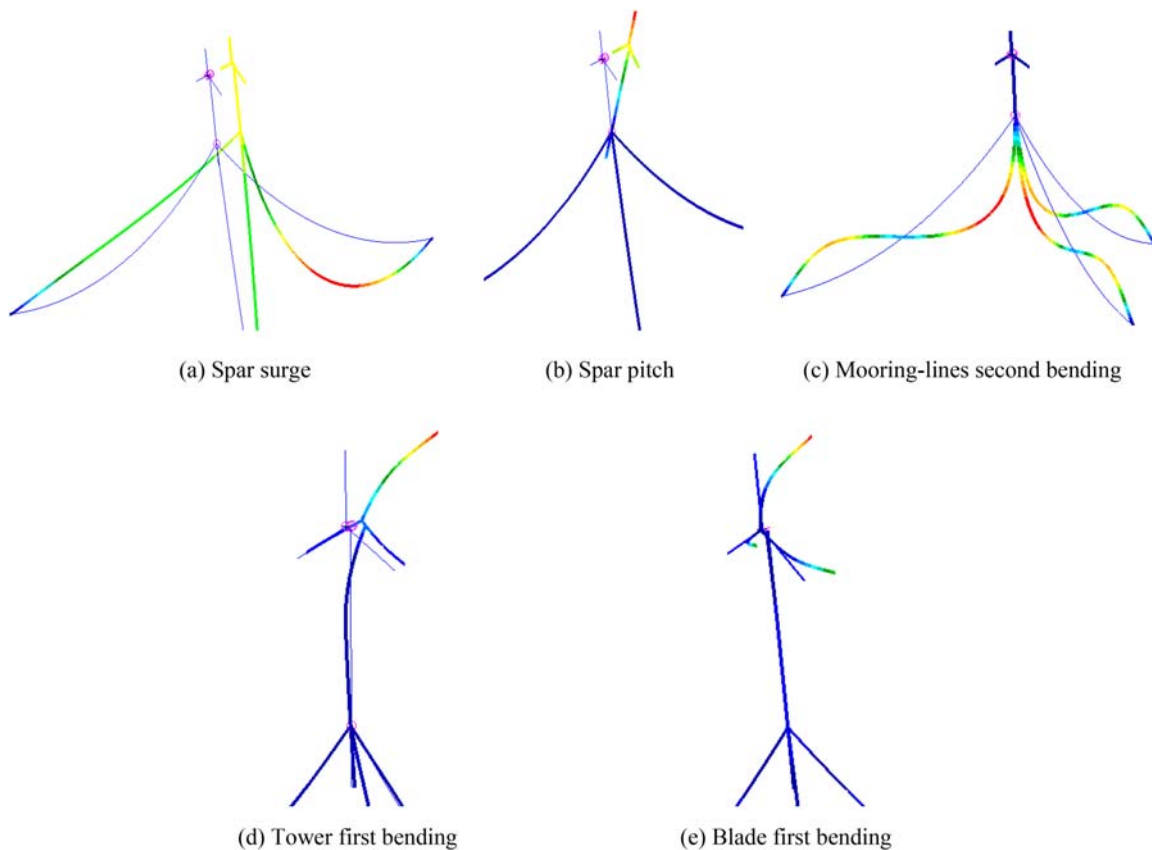 (a) Spar surge
(b) Spar pitch
(c) Mooring-lines second bending
(d) Tower first bending
(e) Blade first bending